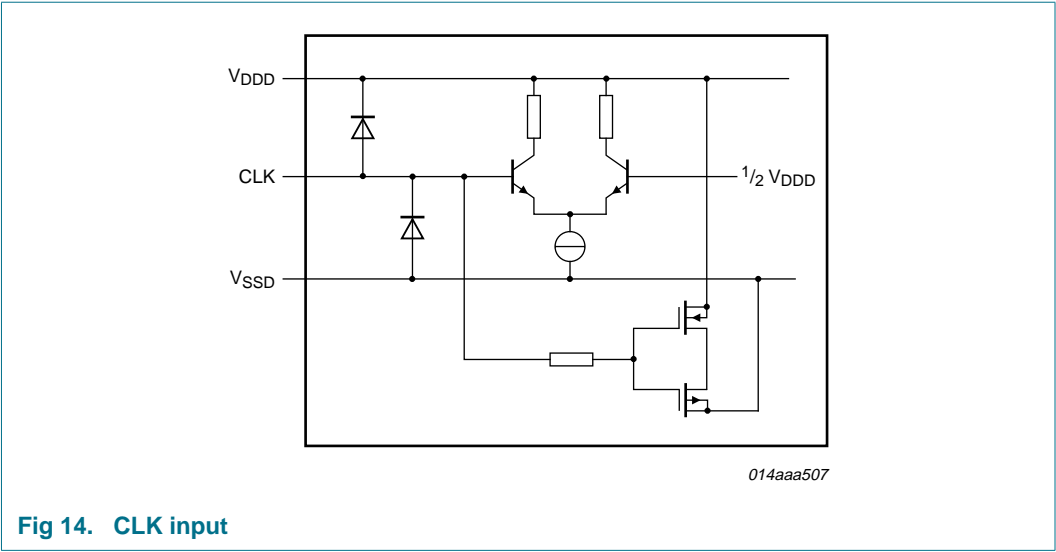 VDDD
CLK
1/2 VDDD
VSSD
014aaa507
Fig 14. CLK input